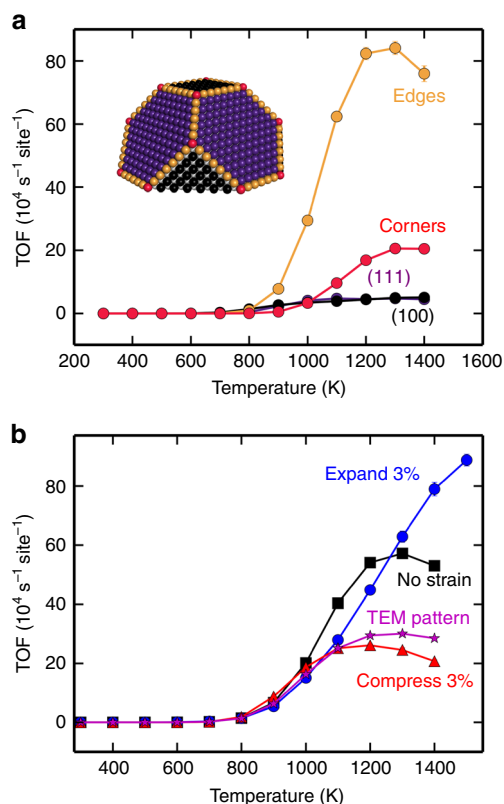 a
80
60
40
20
0
TOF (10⁴ s⁻¹ site⁻¹)
Edges
Corners
(111)
(100)
200 400 600 800 1000 1200 1400 1600
Temperature (K)
b
80
60
40
20
0
TOF (10⁴ s⁻¹ site⁻¹)
Expand 3%
No strain
TEM pattern
Compress 3%
400 600 800 1000 1200 1400
Temperature (K)